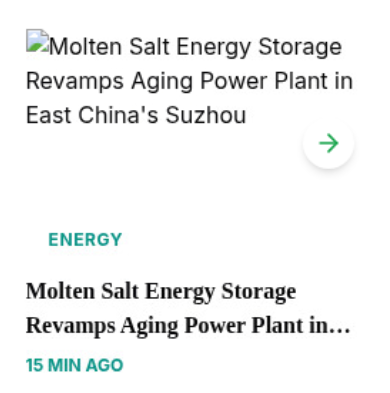 Molten Salt Energy Storage
Revamps Aging Power Plant in
East China's Suzhou
ENERGY
Molten Salt Energy Storage
Revamps Aging Power Plant in...
15 MIN AGO